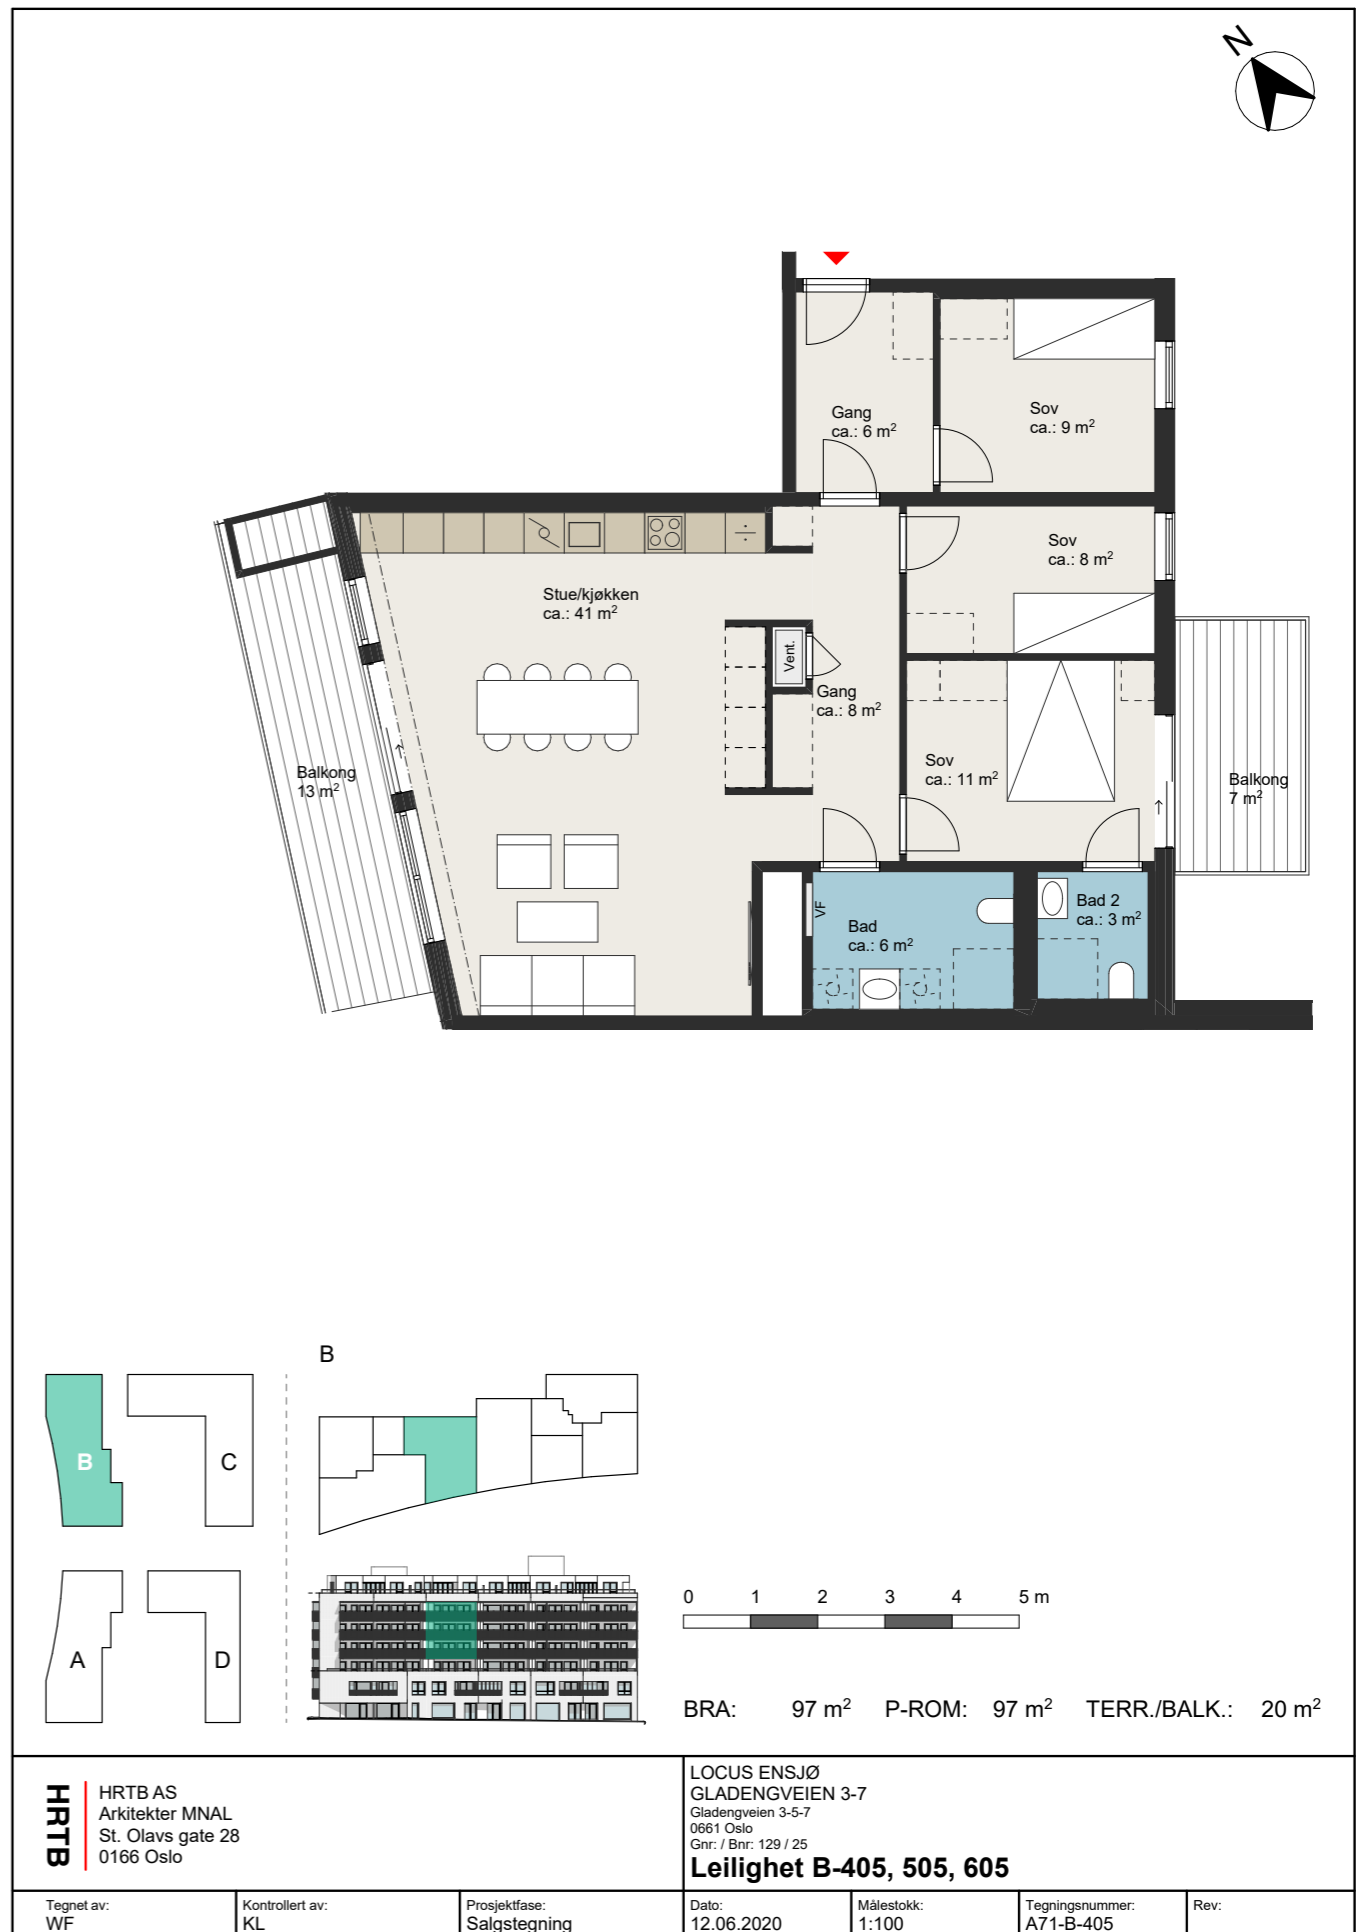 N
Gang
ca.: 6 m²
Sov
ca.: 9 m²
Sov
ca.: 8 m²
Stue/kjøkken
ca.: 41 m²
Vent.
Gang
ca.: 8 m²
Sov
ca.: 11 m²
Balkong
13 m²
Balkong
7 m²
VF
Bad
ca.: 6 m²
Bad 2
ca.: 3 m²
B
B
C
A
D
0 1 2 3 4 5 m
BRA: 97 m² P-ROM: 97 m² TERR./BALK.: 20 m²
HRTB
HRTB AS
Arkitekter MNAL
St. Olavs gate 28
0166 Oslo
LOCUS ENSJØ
GLADENGVEIEN 3-7
Gladengveien 3-5-7
0661 Oslo
Gnr: / Bnr: 129 / 25
Leilighet B-405, 505, 605
Tegnet av:
WF
Kontrollert av:
KL
Prosjektfase:
Salgstegning
Dato:
12.06.2020
Målestokk:
1:100
Tegningsnummer:
A71-B-405
Rev: